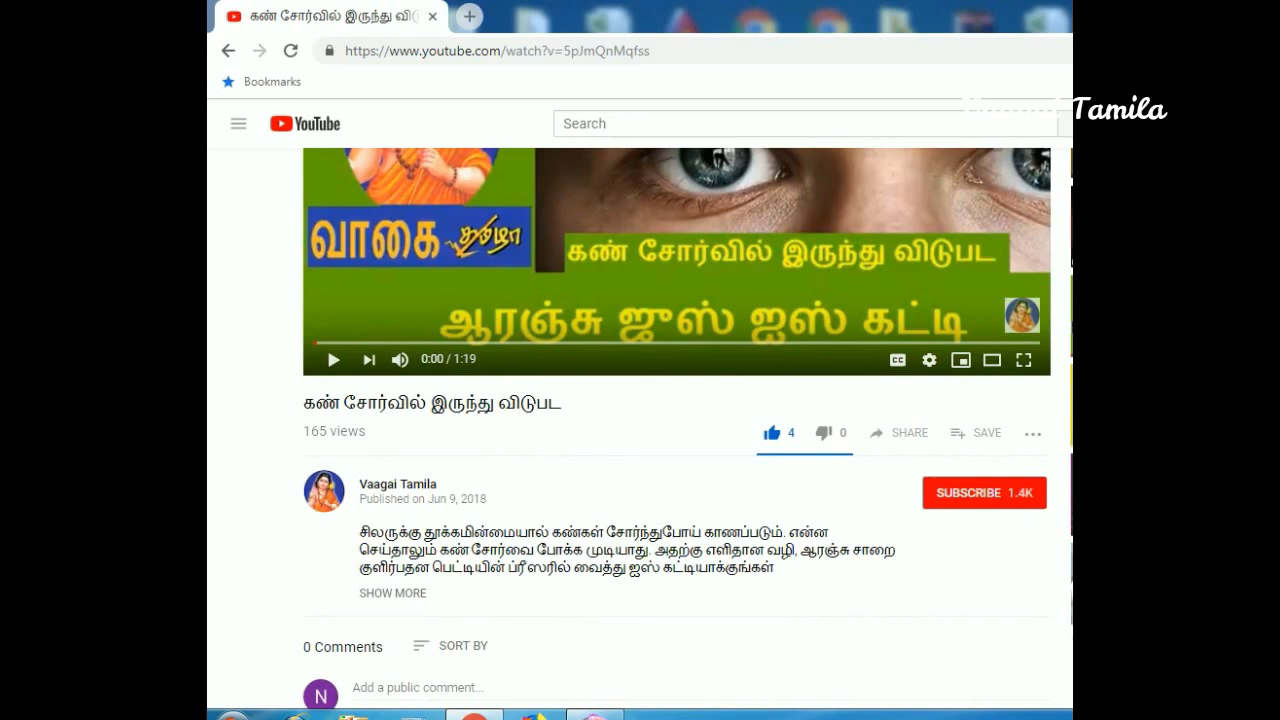 கண் சோர்வில் இருந்து விடு
https://www.youtube.com/watch?v=5pJmQnMqfss
Bookmarks
Tamila
YouTube
Search
வாகை தமிழா
கண் சோர்வில் இருந்து விடுபட
ஆரஞ்சு ஜுஸ் ஐஸ் கட்டி
0:00 / 1:19
CC
கண் சோர்வில் இருந்து விடுபட
165 views
4 0 SHARE SAVE
Vaagai Tamila
Published on Jun 9, 2018
SUBSCRIBE 1.4K
சிலருக்கு தூக்கமின்மையால் கண்கள் சோர்ந்துபோய் காணப்படும். என்ன
செய்தாலும் கண் சோர்வை போக்க முடியாது. அதற்கு எளிதான வழி, ஆரஞ்சு சாறை
குளிர்பதன பெட்டியின் ப்ரீஸரில் வைத்து ஐஸ் கட்டியாக்குங்கள்
SHOW MORE
0 Comments SORT BY
N Add a public comment...